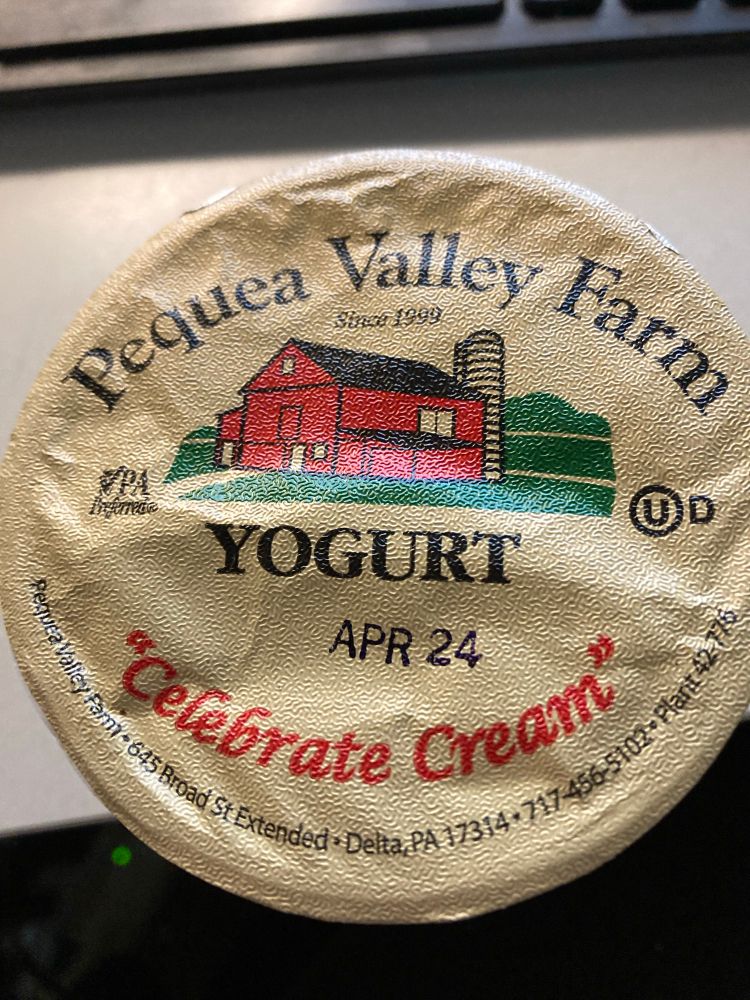 Pequea Valley Farm
Since 1999
PA
Preferred
U D
YOGURT
APR 24
"Celebrate Cream"
Pequea Valley Farm • 645 Broad St Extended • Delta, PA 17314 • 717-456-5102 • Plant 42-776